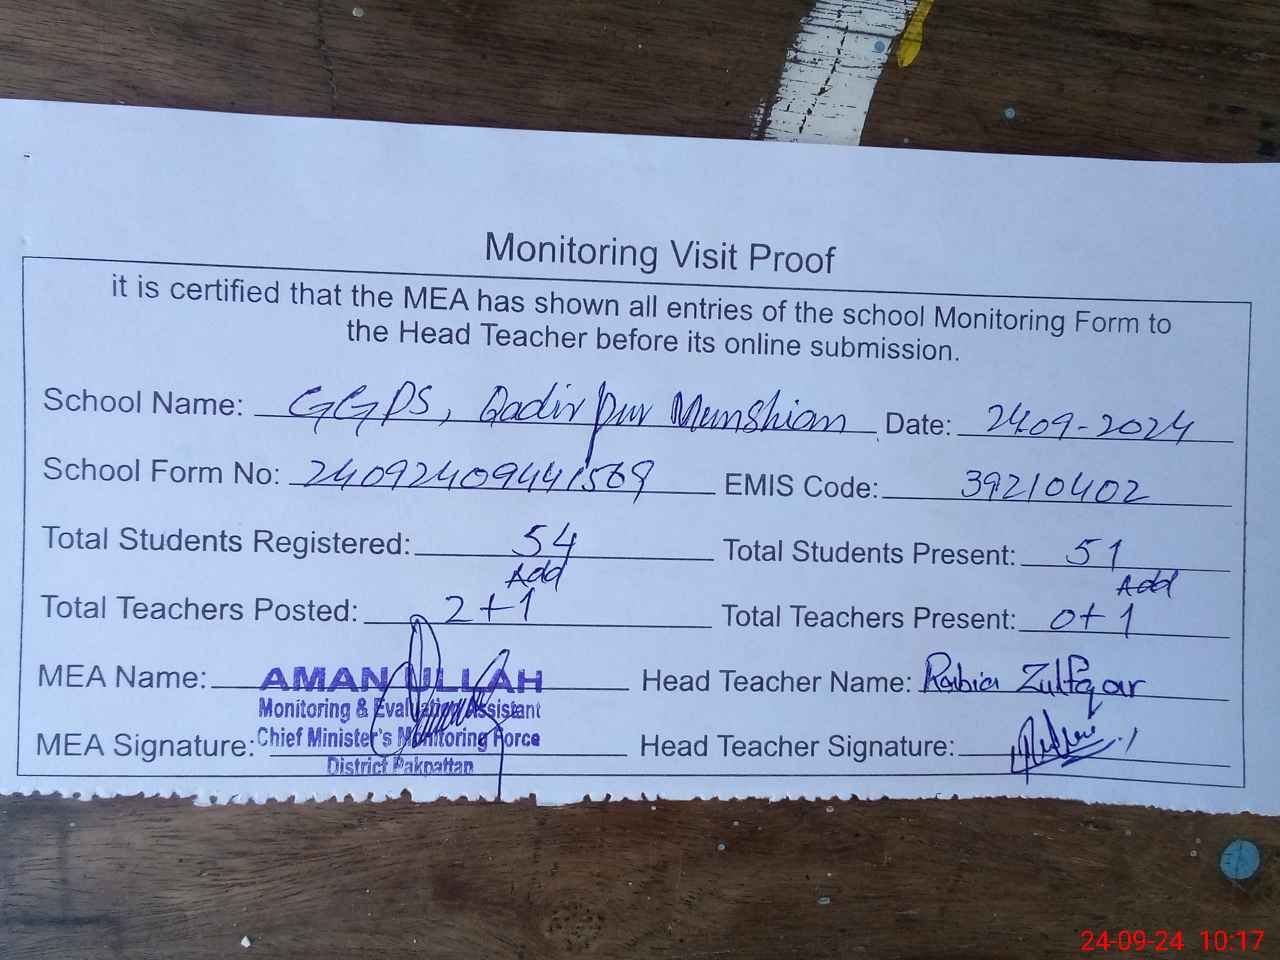 Monitoring Visit Proof
it is certified that the MEA has shown all entries of the school Monitoring Form to
the Head Teacher before its online submission.
School Name: GGPS, Qadir pur Munshian Date: 24.09-2024
School Form No: 24092409441569 EMIS Code: 39210402
Total Students Registered: 54 Total Students Present: 51
Add Add
Total Teachers Posted: 2+1 Total Teachers Present: 0+1
MEA Name: AMAN ULLAH Head Teacher Name: Rabia Zulfqar
Monitoring & Evaluation Assistant
MEA Signature: Chief Minister's Monitoring Force Head Teacher Signature:
District Pakpattan
24-09-24 10:17